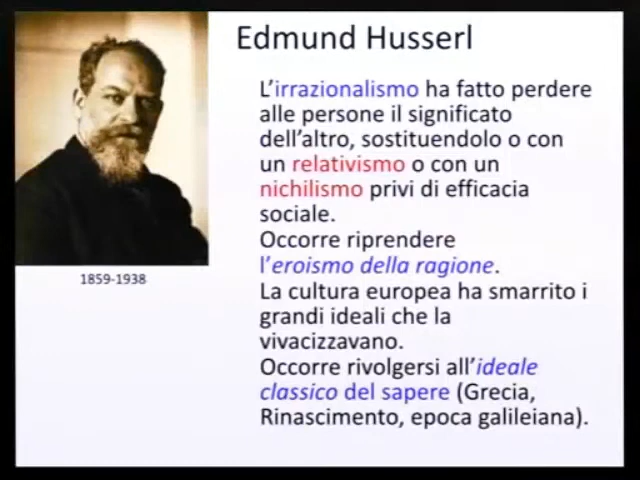 Edmund Husserl
L’irrazionalismo ha fatto perdere
alle persone il significato
dell’altro, sostituendolo o con
un relativismo o con un
nichilismo privi di efficacia
sociale.
Occorre riprendere
l’eroismo della ragione.
La cultura europea ha smarrito i
grandi ideali che la
vivacizzavano.
Occorre rivolgersi all’ideale
classico del sapere (Grecia,
Rinascimento, epoca galileiana).
1859-1938